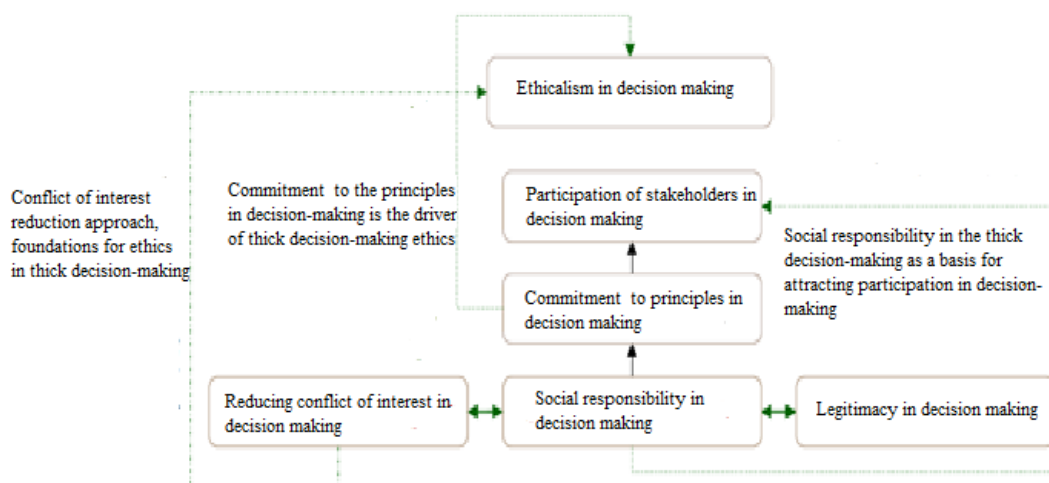 Ethicalism in decision making
Conflict of interest
reduction approach,
foundations for ethics
in thick decision-making
Commitment to the principles
in decision-making is the driver
of thick decision-making ethics
Participation of stakeholders in
decision making
Social responsibility in the thick
decision-making as a basis for
attracting participation in decision-
making
Commitment to principles in
decision making
Reducing conflict of interest in
decision making
Social responsibility in
decision making
Legitimacy in decision making